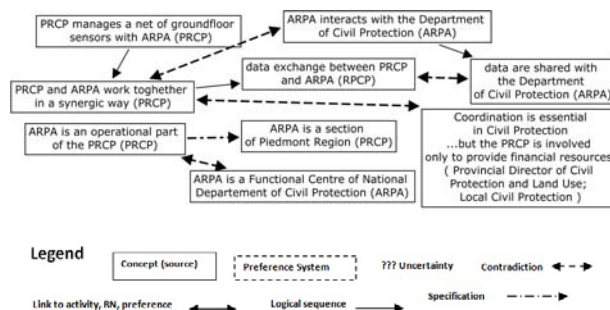 PRCP manages a net of groundfloor
sensors with ARPA (PRCP)
ARPA interacts with the Department
of Civil Protection (ARPA)
PRCP and ARPA work toghether
in a synergic way (PRCP)
data exchange between PRCP
and ARPA (RPCP)
data are shared with
the Department
of Civil Protection (ARPA)
ARPA is an operational part
of the PRCP (PRCP)
ARPA is a section
of Piedmont Region (PRCP)
Coordination is essential
in Civil Protection
...but the PRCP is involved
only to provide financial resources
( Provincial Director of Civil
Protection and Land Use;
Local Civil Protection )
ARPA is a Functional Centre of National
Departement of Civil Protection (ARPA)
Legend
Concept (source)
Preference System
??? Uncertainty
Contradiction
Link to activity, RN, preference
Logical sequence
Specification